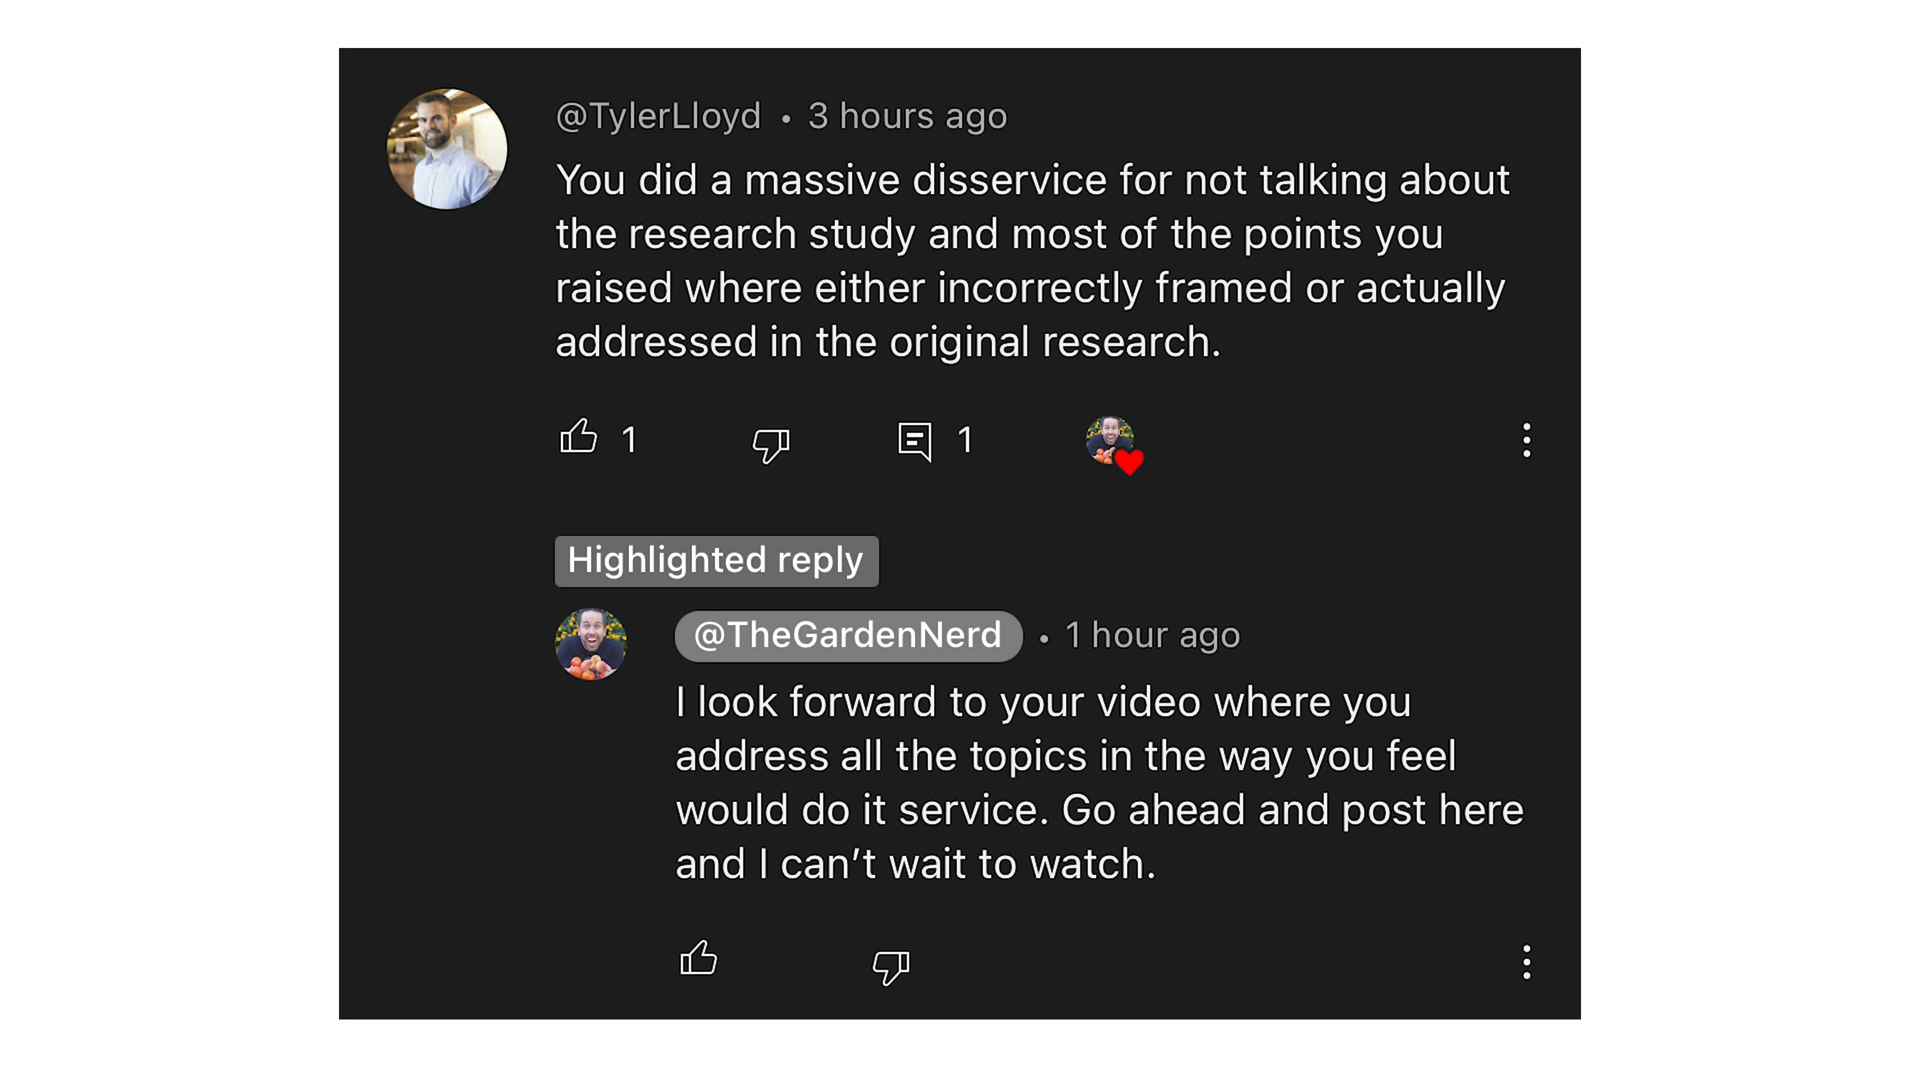 @TylerLloyd • 3 hours ago
You did a massive disservice for not talking about
the research study and most of the points you
raised where either incorrectly framed or actually
addressed in the original research.
1 1
Highlighted reply
@TheGardenNerd • 1 hour ago
I look forward to your video where you
address all the topics in the way you feel
would do it service. Go ahead and post here
and I can’t wait to watch.